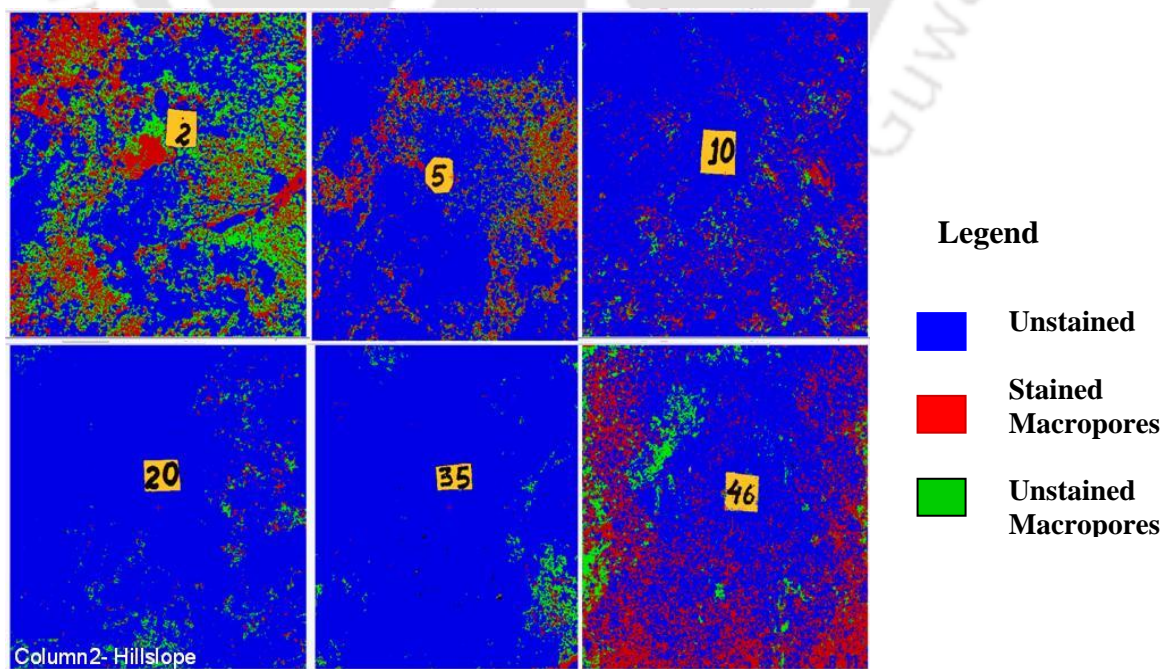 2
5
10
Legend
Unstained
Stained
Macropores
Unstained
Macropores
20
35
46
Column2- Hillslope